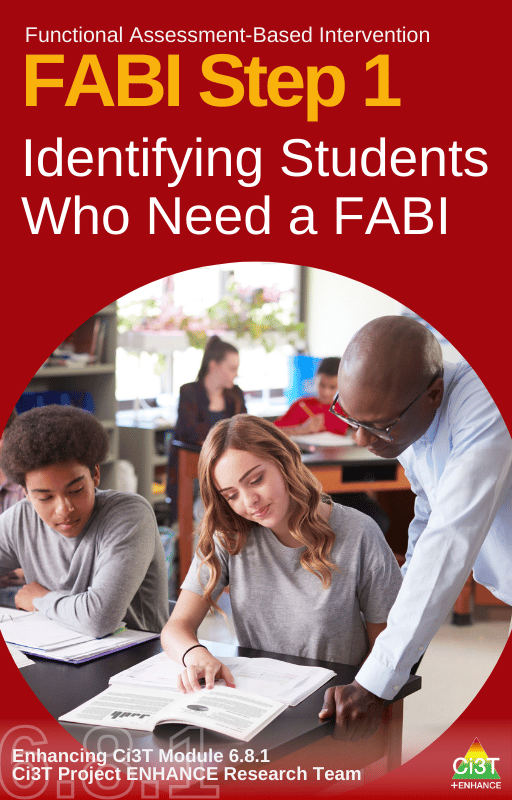 Functional Assessment-Based Intervention
FABI Step 1
Identifying Students
Who Need a FABI
6.8.1
Enhancing Ci3T Module 6.8.1
Ci3T Project ENHANCE Research Team
Ci3T
+ENHANCE